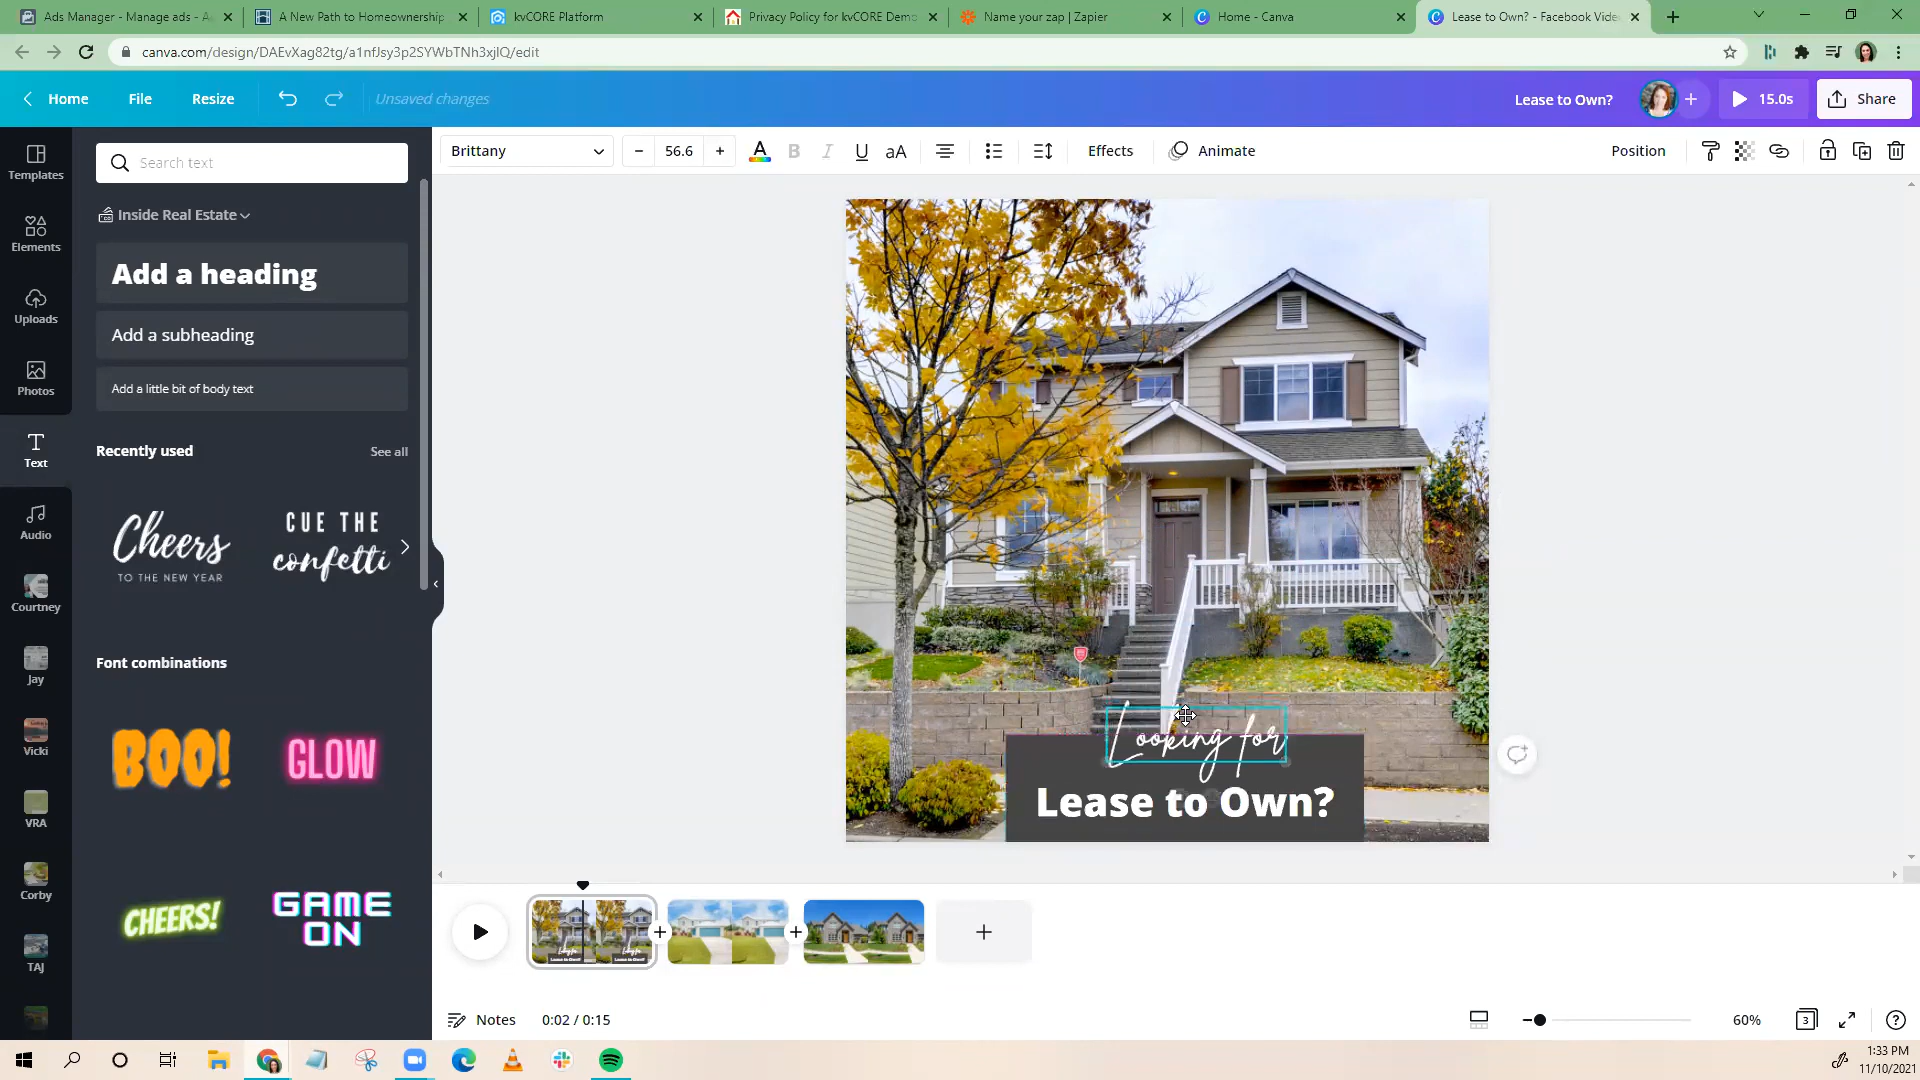 Ads Manager - Manage ads - A
A New Path to Homeownership
kvCORE Platform
Privacy Policy for kvCORE Demo
Name your zap | Zapier
Home - Canva
Lease to Own? - Facebook Video
canva.com/design/DAEvXag82tg/a1nfJsy3p2SYWbTNh3xjlQ/edit
Home
File
Resize
Unsaved changes
Lease to Own?
15.0s
Share
Templates
Elements
Uploads
Photos
Text
Audio
Courtney
Jay
Vicki
VRA
Corby
TAJ
Search text
Inside Real Estate
Add a heading
Add a subheading
Add a little bit of body text
Recently used
See all
Cheers
TO THE NEW YEAR
CUE THE
confetti
Font combinations
BOO!
GLOW
CHEERS!
GAME
ON
Brittany
56.6
A
B
I
U
aA
Effects
Animate
Position
Looking for
Lease to Own?
Notes
0:02 / 0:15
60%
3
1:33 PM
11/10/2021